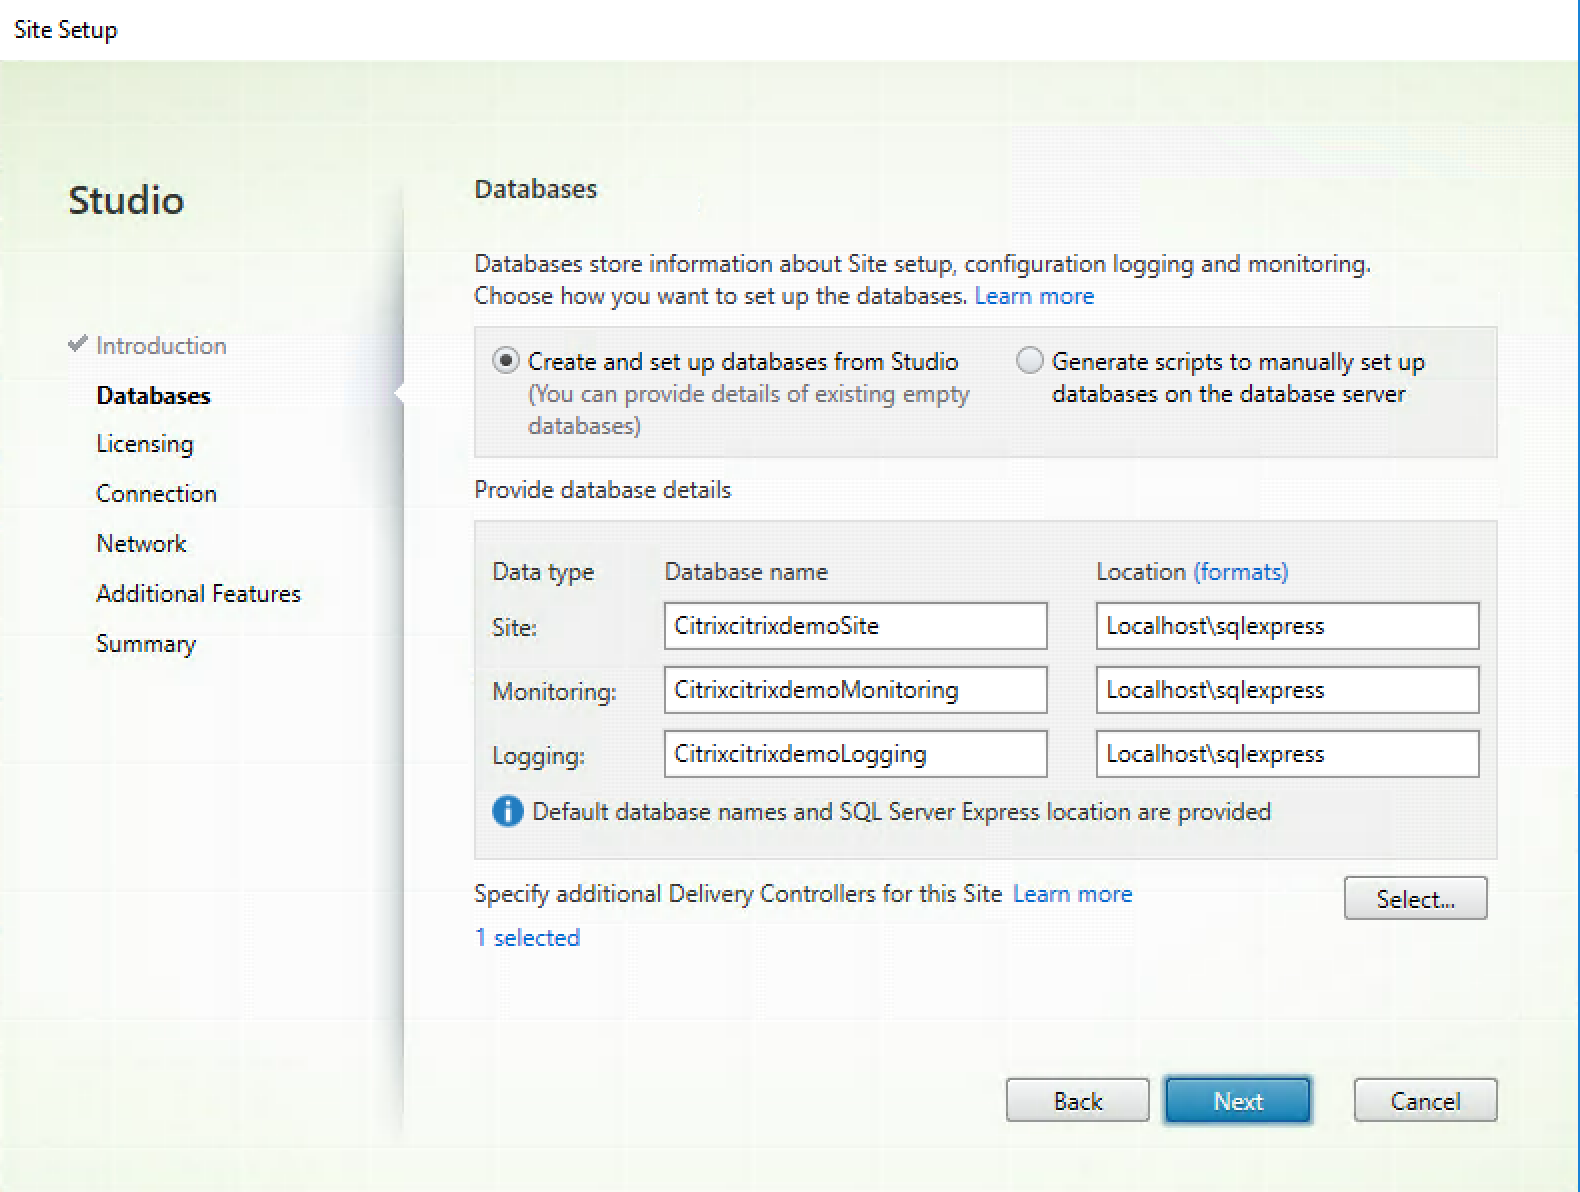 Site Setup
Studio
Introduction
Databases
Licensing
Connection
Network
Additional Features
Summary
Databases
Databases store information about Site setup, configuration logging and monitoring.
Choose how you want to set up the databases. Learn more
Create and set up databases from Studio
(You can provide details of existing empty
databases)
Generate scripts to manually set up
databases on the database server
Provide database details
Data type Database name Location (formats)
Site: CitrixcitrixdemoSite Localhost\sqlexpress
Monitoring: CitrixcitrixdemoMonitoring Localhost\sqlexpress
Logging: CitrixcitrixdemoLogging Localhost\sqlexpress
Default database names and SQL Server Express location are provided
Specify additional Delivery Controllers for this Site Learn more Select...
1 selected
Back Next Cancel